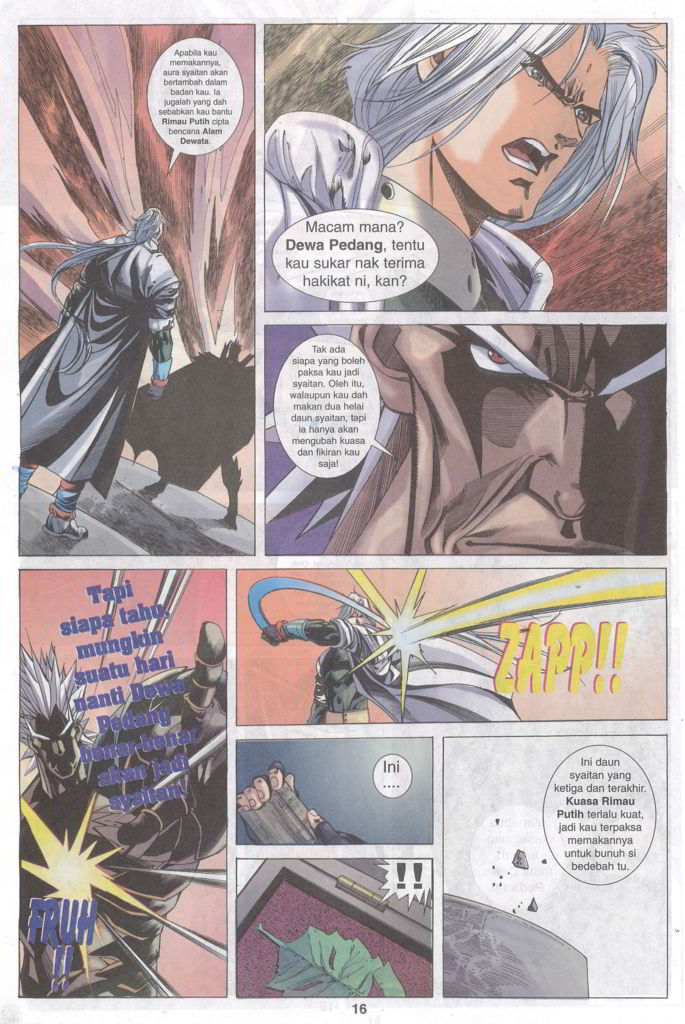 Apabila kau
memakannya,
aura syaitan akan
bertambah dalam
badan kau. Ia
jugalah yang dah
sebabkan kau bantu
Rimau Putih cipta
bencana Alam
Dewata.
Macam mana?
Dewa Pedang, tentu
kau sukar nak terima
hakikat ni, kan?
Tak ada
siapa yang boleh
paksa kau jadi
syaitan. Oleh itu,
walaupun kau dah
makan dua helai
daun syaitan, tapi
ia hanya akan
mengubah kuasa
dan fikiran kau
saja!
Tapi
siapa tahu,
mungkin
suatu hari
nanti Dewa
Pedang
benar-benar
akan jadi
syaitan!
FRUH
!!
ZAPP!!
Ini
....
!!
Ini daun
syaitan yang
ketiga dan terakhir.
Kuasa Rimau
Putih terlalu kuat,
jadi kau terpaksa
memakannya
untuk bunuh si
bedebah tu.
16